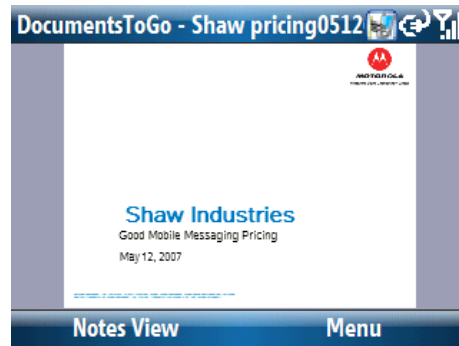 DocumentsToGo - Shaw pricing0512
MOTOROLA
Shaw Industries
Good Mobile Messaging Pricing
May 12, 2007
Notes View
Menu